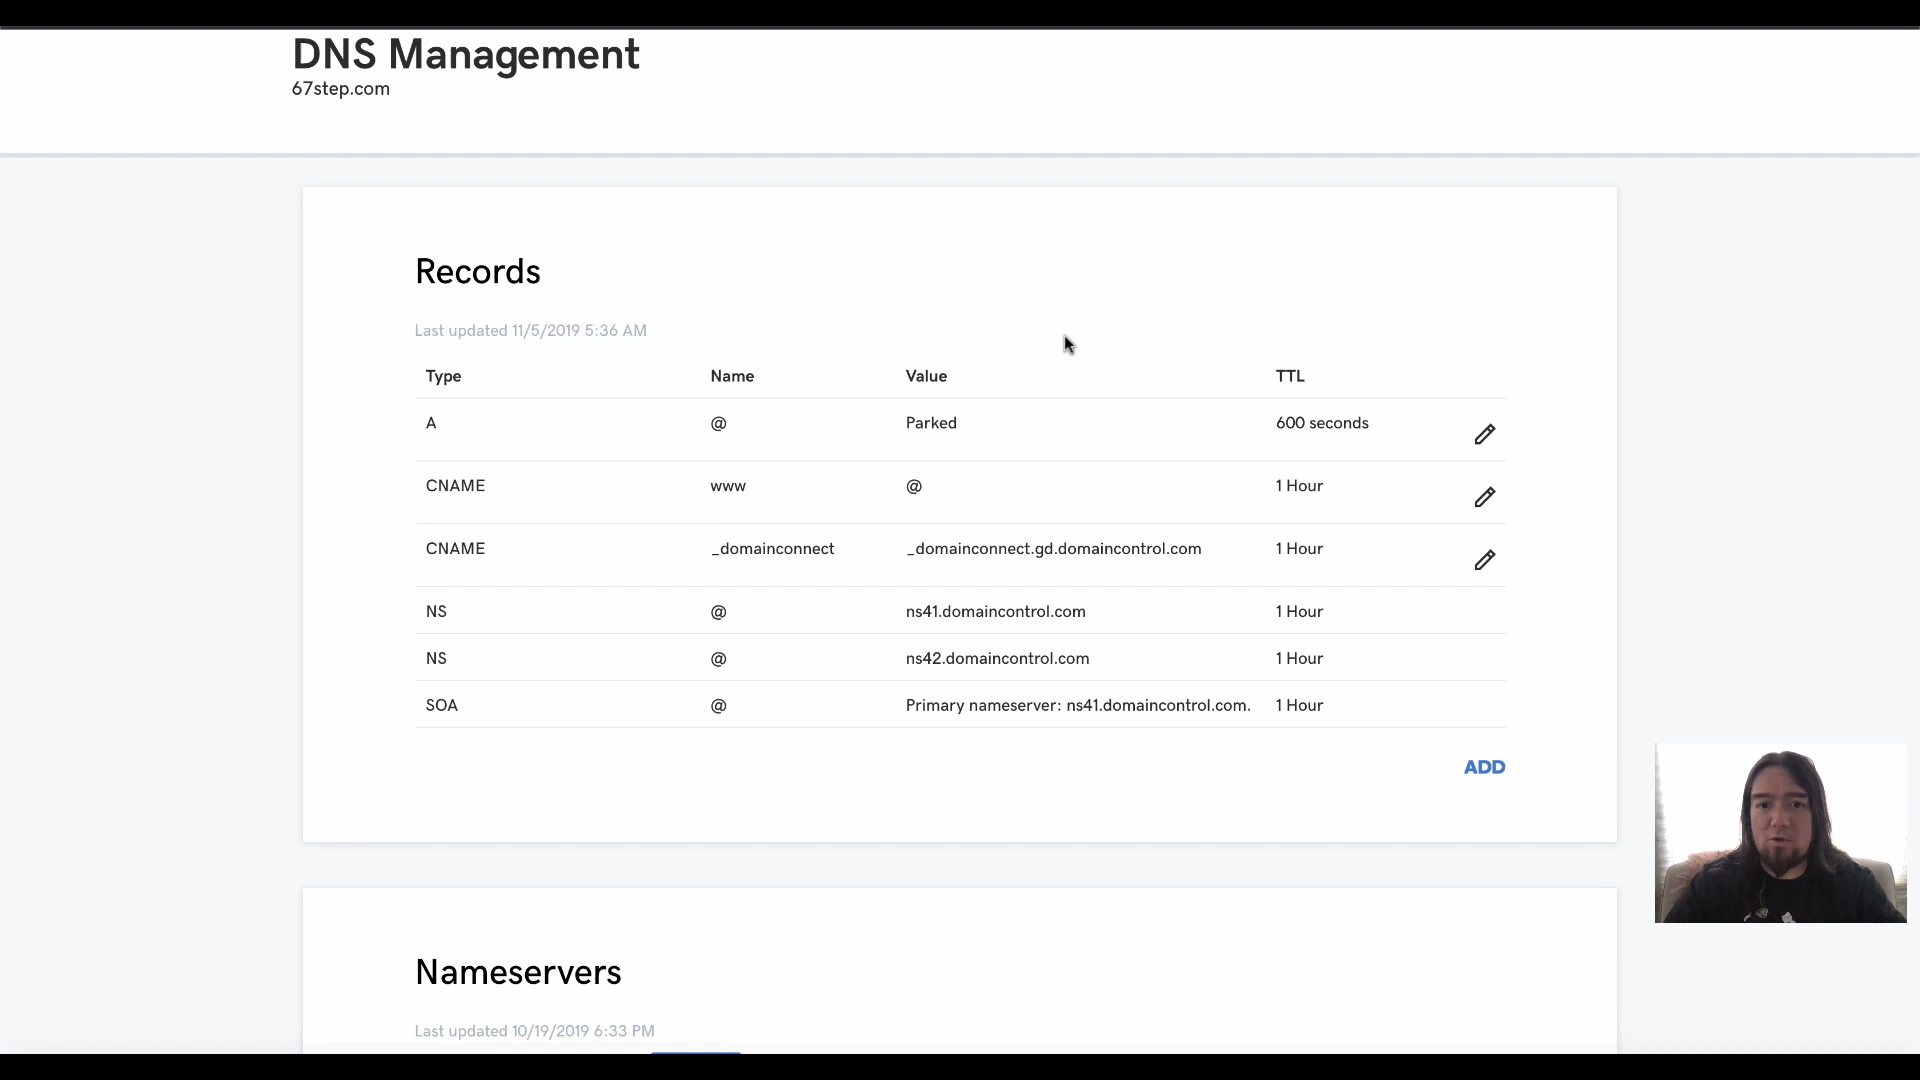 DNS Management
67step.com
Records
Last updated 11/5/2019 5:36 AM
Type Name Value TTL
A @ Parked 600 seconds
CNAME www @ 1 Hour
CNAME _domainconnect _domainconnect.gd.domaincontrol.com 1 Hour
NS @ ns41.domaincontrol.com 1 Hour
NS @ ns42.domaincontrol.com 1 Hour
SOA @ Primary nameserver: ns41.domaincontrol.com. 1 Hour
ADD
Nameservers
Last updated 10/19/2019 6:33 PM